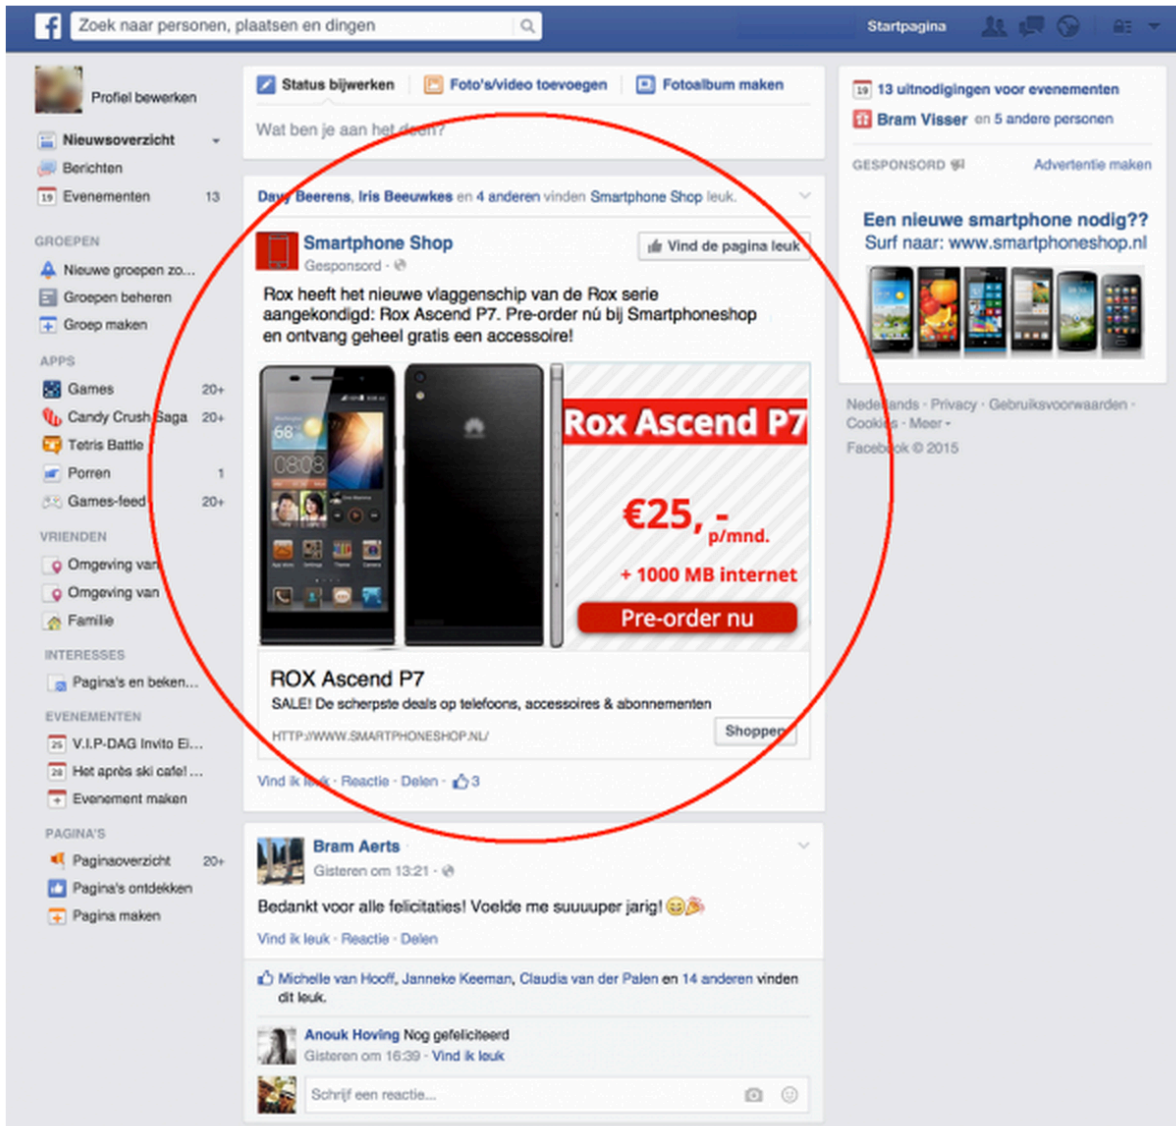 f
Zoek naar personen, plaatsen en dingen
Startpagina
Profiel bewerken
Nieuwsoverzicht
Berichten
19 Evenementen 13
GROEPEN
Nieuwe groepen zo...
Groepen beheren
Groep maken
APPS
Games 20+
Candy Crush Saga 20+
Tetris Battle
Porren 1
Games-feed 20+
VRIENDEN
Omgeving van
Omgeving van
Familie
INTERESSES
Pagina's en beken...
EVENEMENTEN
25 V.I.P-DAG Invito Ei...
28 Het après ski cafe! ...
Evenement maken
PAGINA'S
Paginaoverzicht 20+
Pagina's ontdekken
Pagina maken
Status bijwerken
Foto's/video toevoegen
Fotoalbum maken
Wat ben je aan het doen?
Davy Beerens, Iris Beeuwkes en 4 anderen vinden Smartphone Shop leuk.
Smartphone Shop
Gesponsord ·
Vind de pagina leuk
Rox heeft het nieuwe vlaggenschip van de Rox serie
aangekondigd: Rox Ascend P7. Pre-order nú bij Smartphoneshop
en ontvang geheel gratis een accessoire!
68°
08:08
Rox Ascend P7
€25, -
p/mnd.
+ 1000 MB internet
Pre-order nu
ROX Ascend P7
SALE! De scherpste deals op telefoons, accessoires & abonnementen
HTTP://WWW.SMARTPHONESHOP.NL/
Shoppen
Vind ik leuk · Reactie · Delen · 3
Bram Aerts
Gisteren om 13:21 ·
Bedankt voor alle felicitaties! Voelde me suuuuper jarig! 😄🎉
Vind ik leuk · Reactie · Delen
Michelle van Hooff, Janneke Keeman, Claudia van der Palen en 14 anderen vinden
dit leuk.
Anouk Hoving Nog gefeliciteerd
Gisteren om 16:39 · Vind ik leuk
Schrijf een reactie...
19 13 uitnodigingen voor evenementen
Bram Visser en 5 andere personen
GESPONSORD
Advertentie maken
Een nieuwe smartphone nodig??
Surf naar: www.smartphoneshop.nl
Nederlands · Privacy · Gebruiksvoorwaarden ·
Cookies · Meer
Facebook © 2015